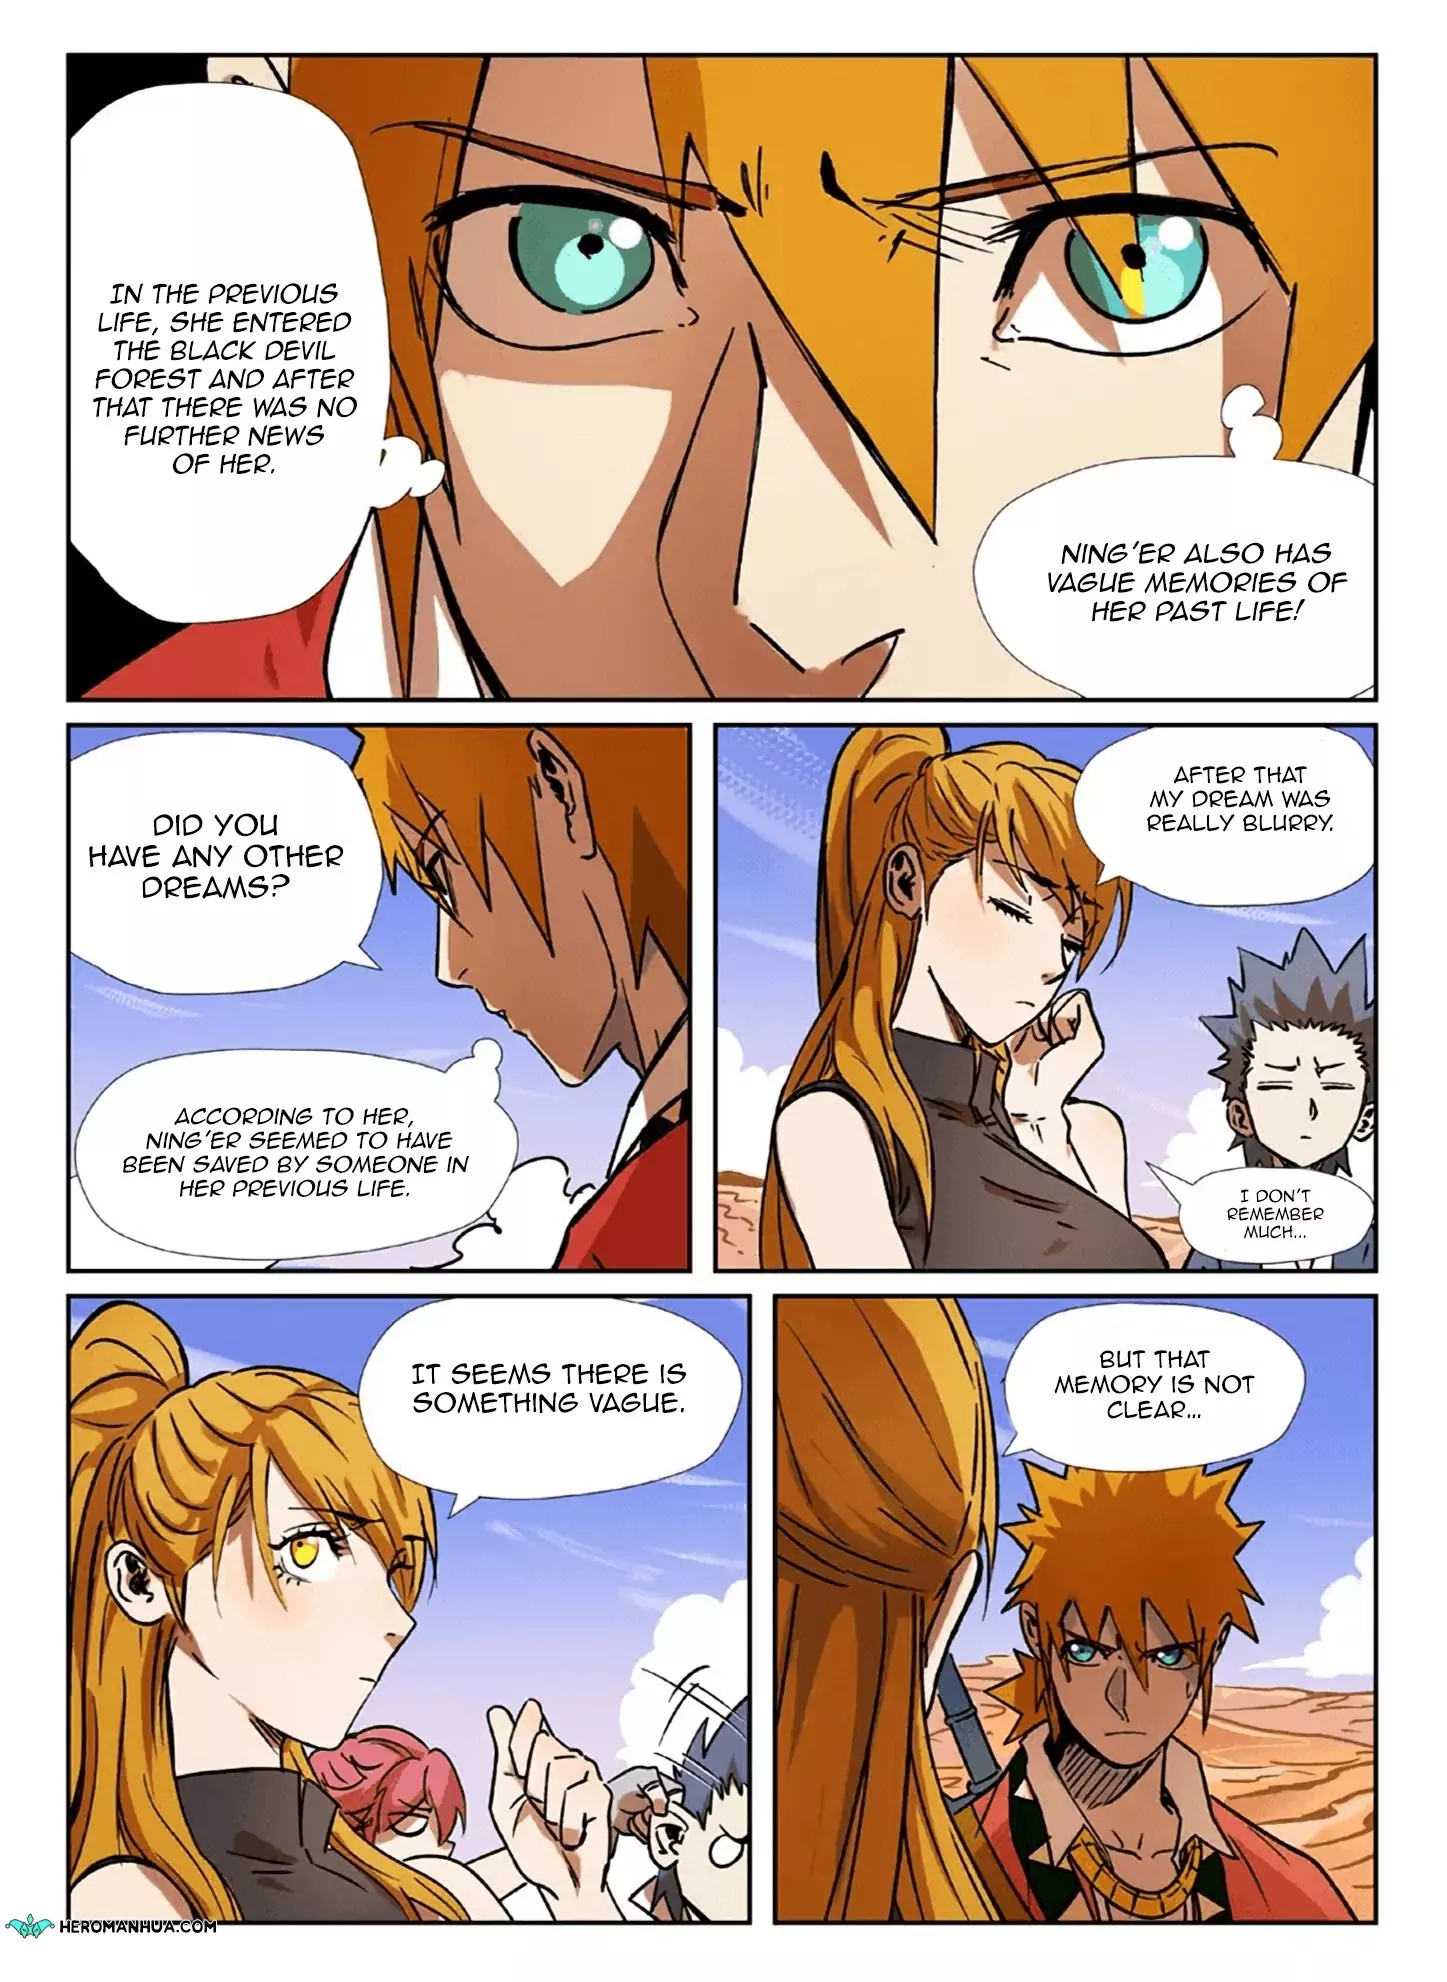 IN THE PREVIOUS
LIFE, SHE ENTERED
THE BLACK DEVIL
FOREST AND AFTER
THAT THERE WAS NO
FURTHER NEWS
OF HER.
NING'ER ALSO HAS
VAGUE MEMORIES OF
HER PAST LIFE!
DID YOU
HAVE ANY OTHER
DREAMS?
ACCORDING TO HER,
NING'ER SEEMED TO HAVE
BEEN SAVED BY SOMEONE IN
HER PREVIOUS LIFE.
AFTER THAT
MY DREAM WAS
REALLY BLURRY.
I DON'T
REMEMBER
MUCH...
IT SEEMS THERE IS
SOMETHING VAGUE.
BUT THAT
MEMORY IS NOT
CLEAR...
HEROMANHUA.COM